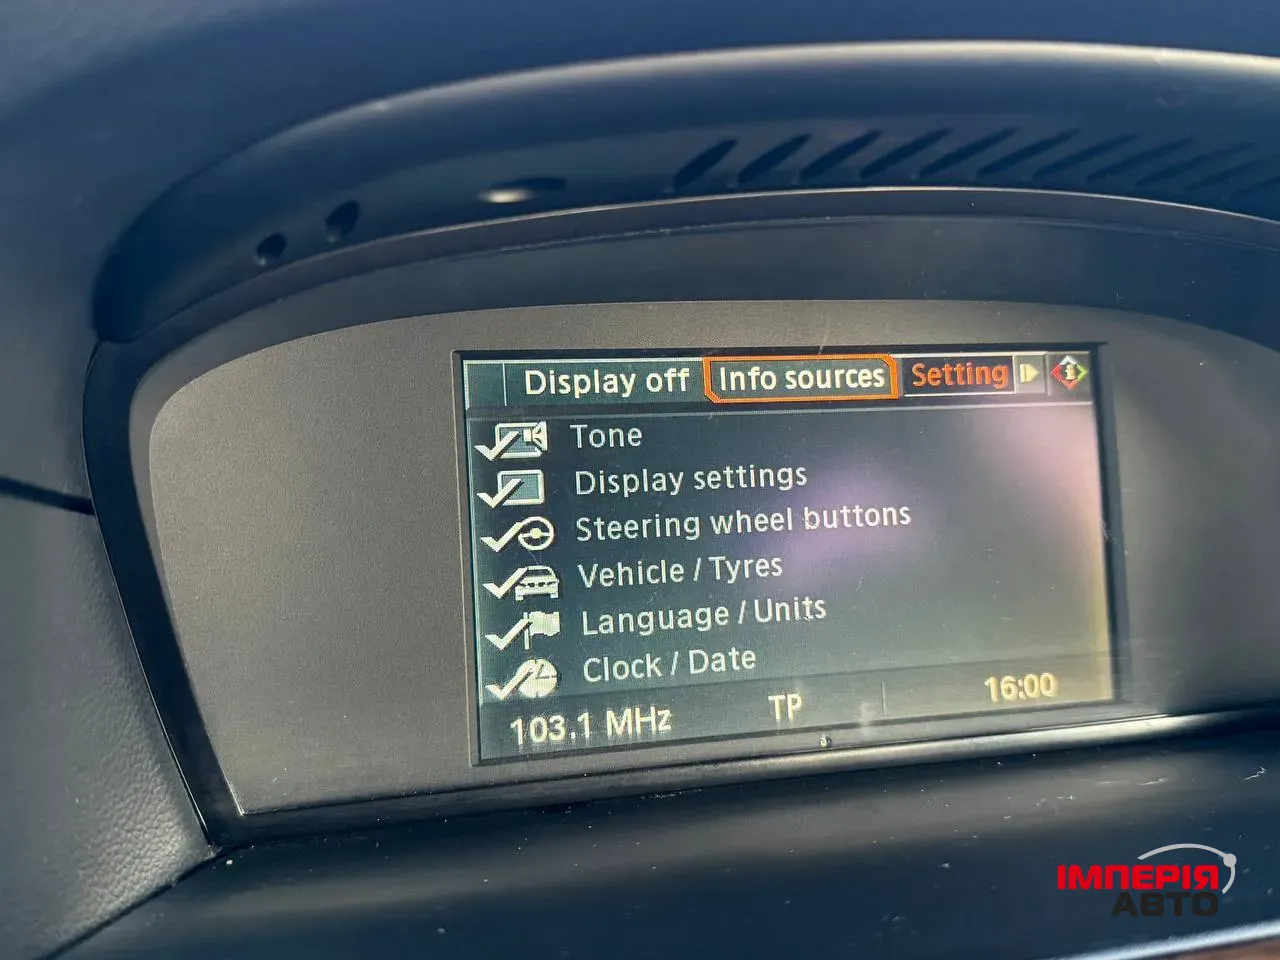 Display off Info sources Setting
Tone
Display settings
Steering wheel buttons
Vehicle / Tyres
Language / Units
Clock / Date
103.1 MHz TP 16:00
ІМПЕРІЯ
АВТО